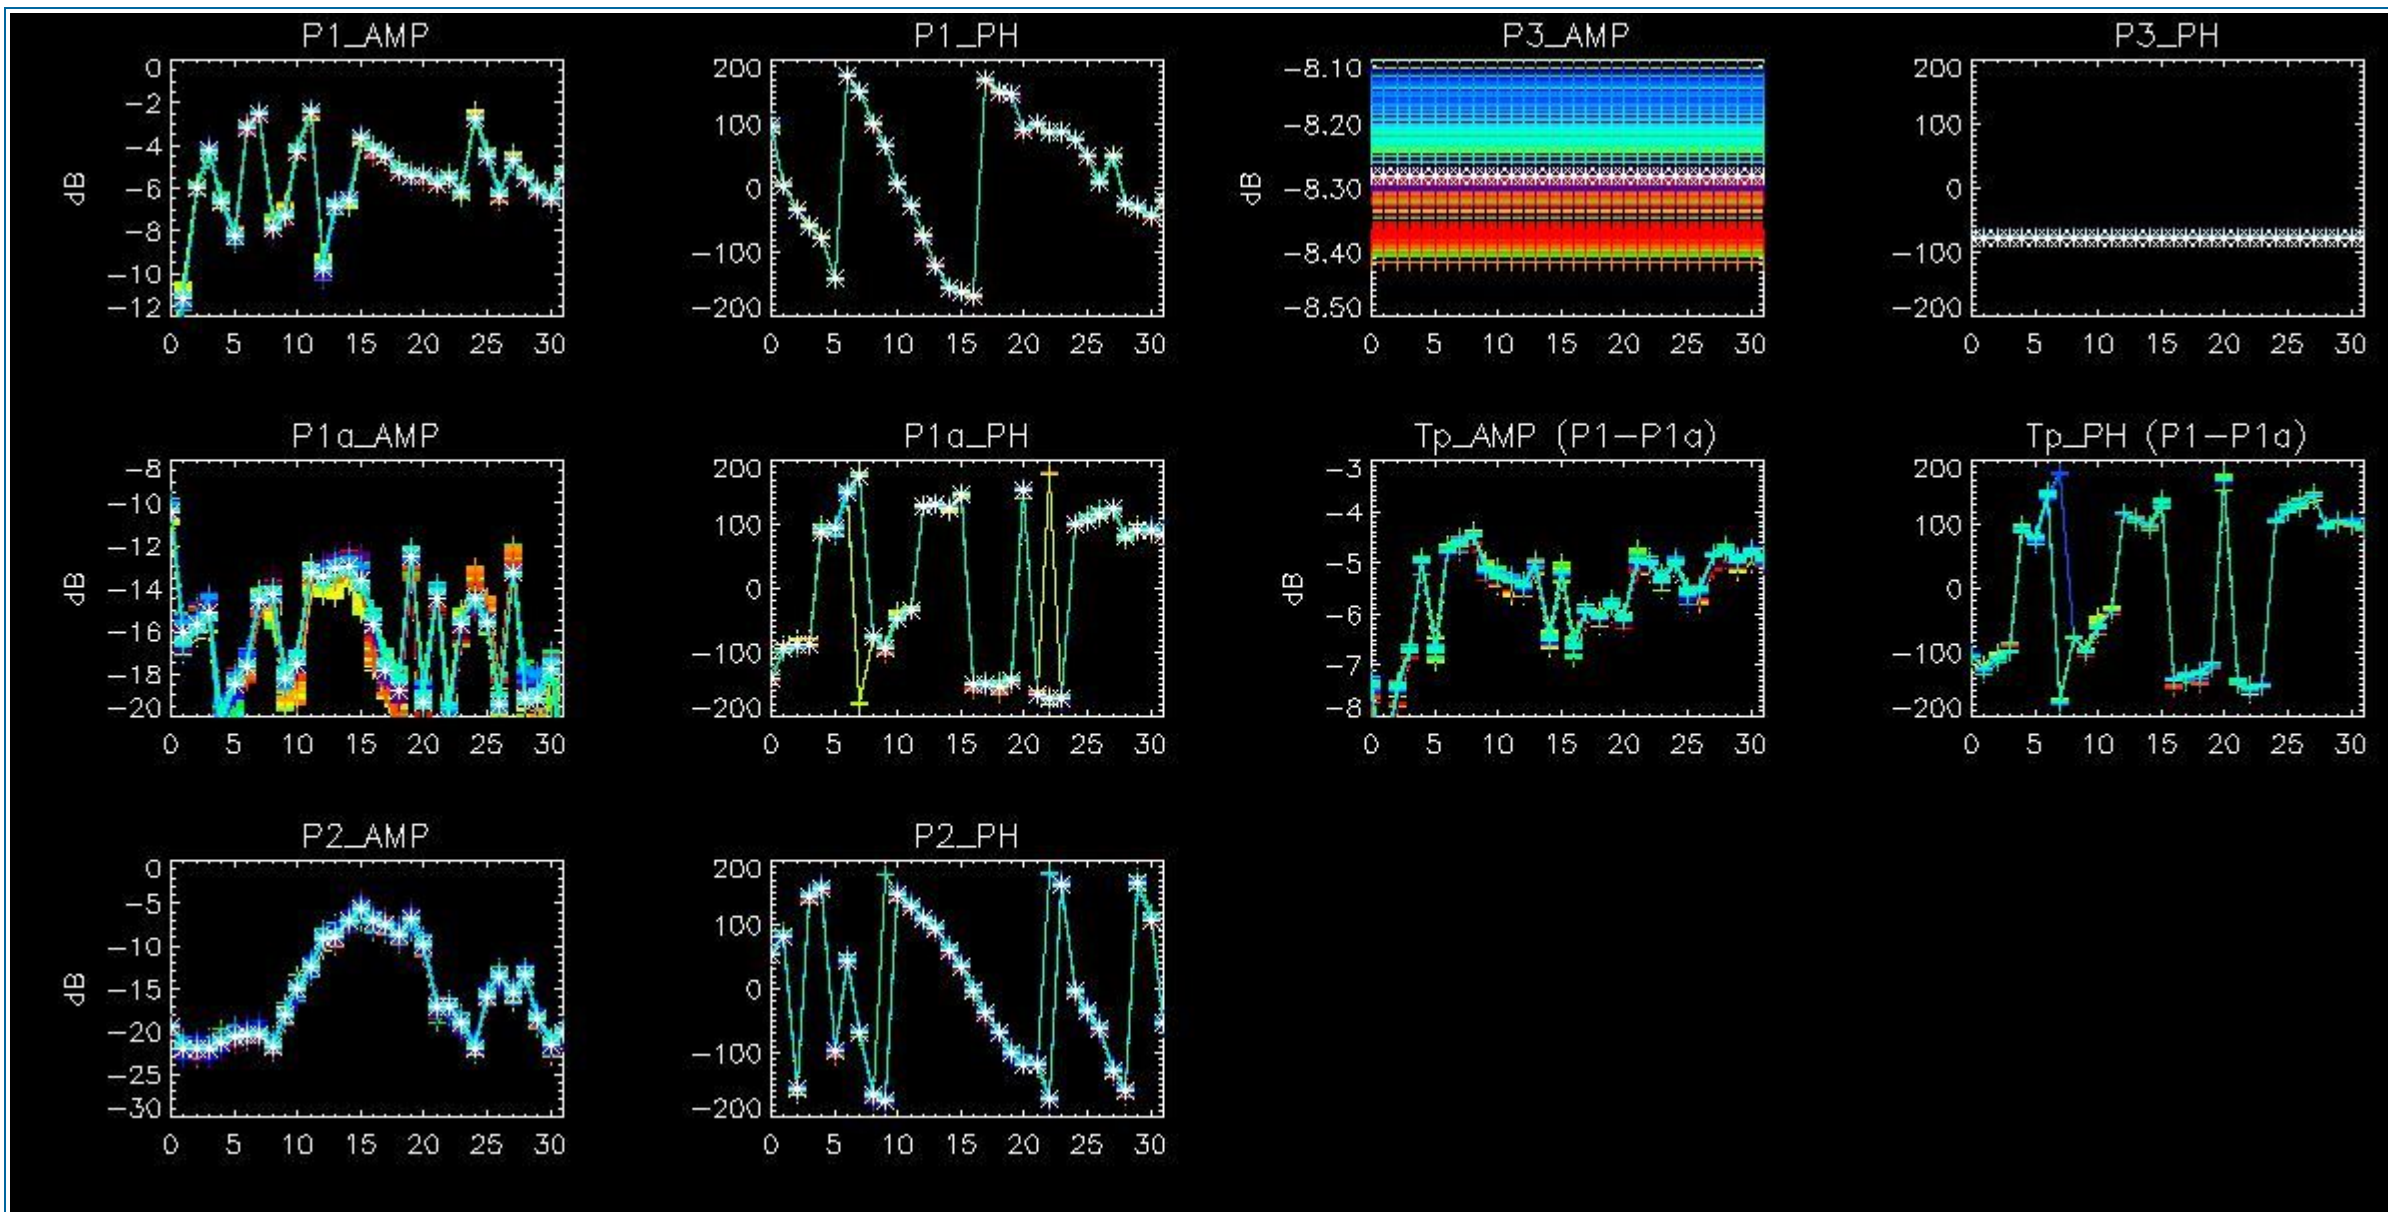 P1_AMP P1_PH P3_AMP P3_PH
0 200 -8.10 200
-2
-4 100 -8.20 100
dB -6 0 dB -8.30 0
-8
-10 -100 -8.40 -100
-12 -200 -8.50 -200
0 5 10 15 20 25 30 0 5 10 15 20 25 30 0 5 10 15 20 25 30 0 5 10 15 20 25 30
P1a_AMP P1a_PH Tp_AMP (P1-P1a) Tp_PH (P1-P1a)
-8 200 -3 200
-10 100 -4 100
-12
dB -14 0 dB -5 0
-16 -6
-18 -100 -7 -100
-20 -200 -8 -200
0 5 10 15 20 25 30 0 5 10 15 20 25 30 0 5 10 15 20 25 30 0 5 10 15 20 25 30
P2_AMP P2_PH
0 200
-5 100
-10
dB -15 0
-20 -100
-25
-30 -200
0 5 10 15 20 25 30 0 5 10 15 20 25 30